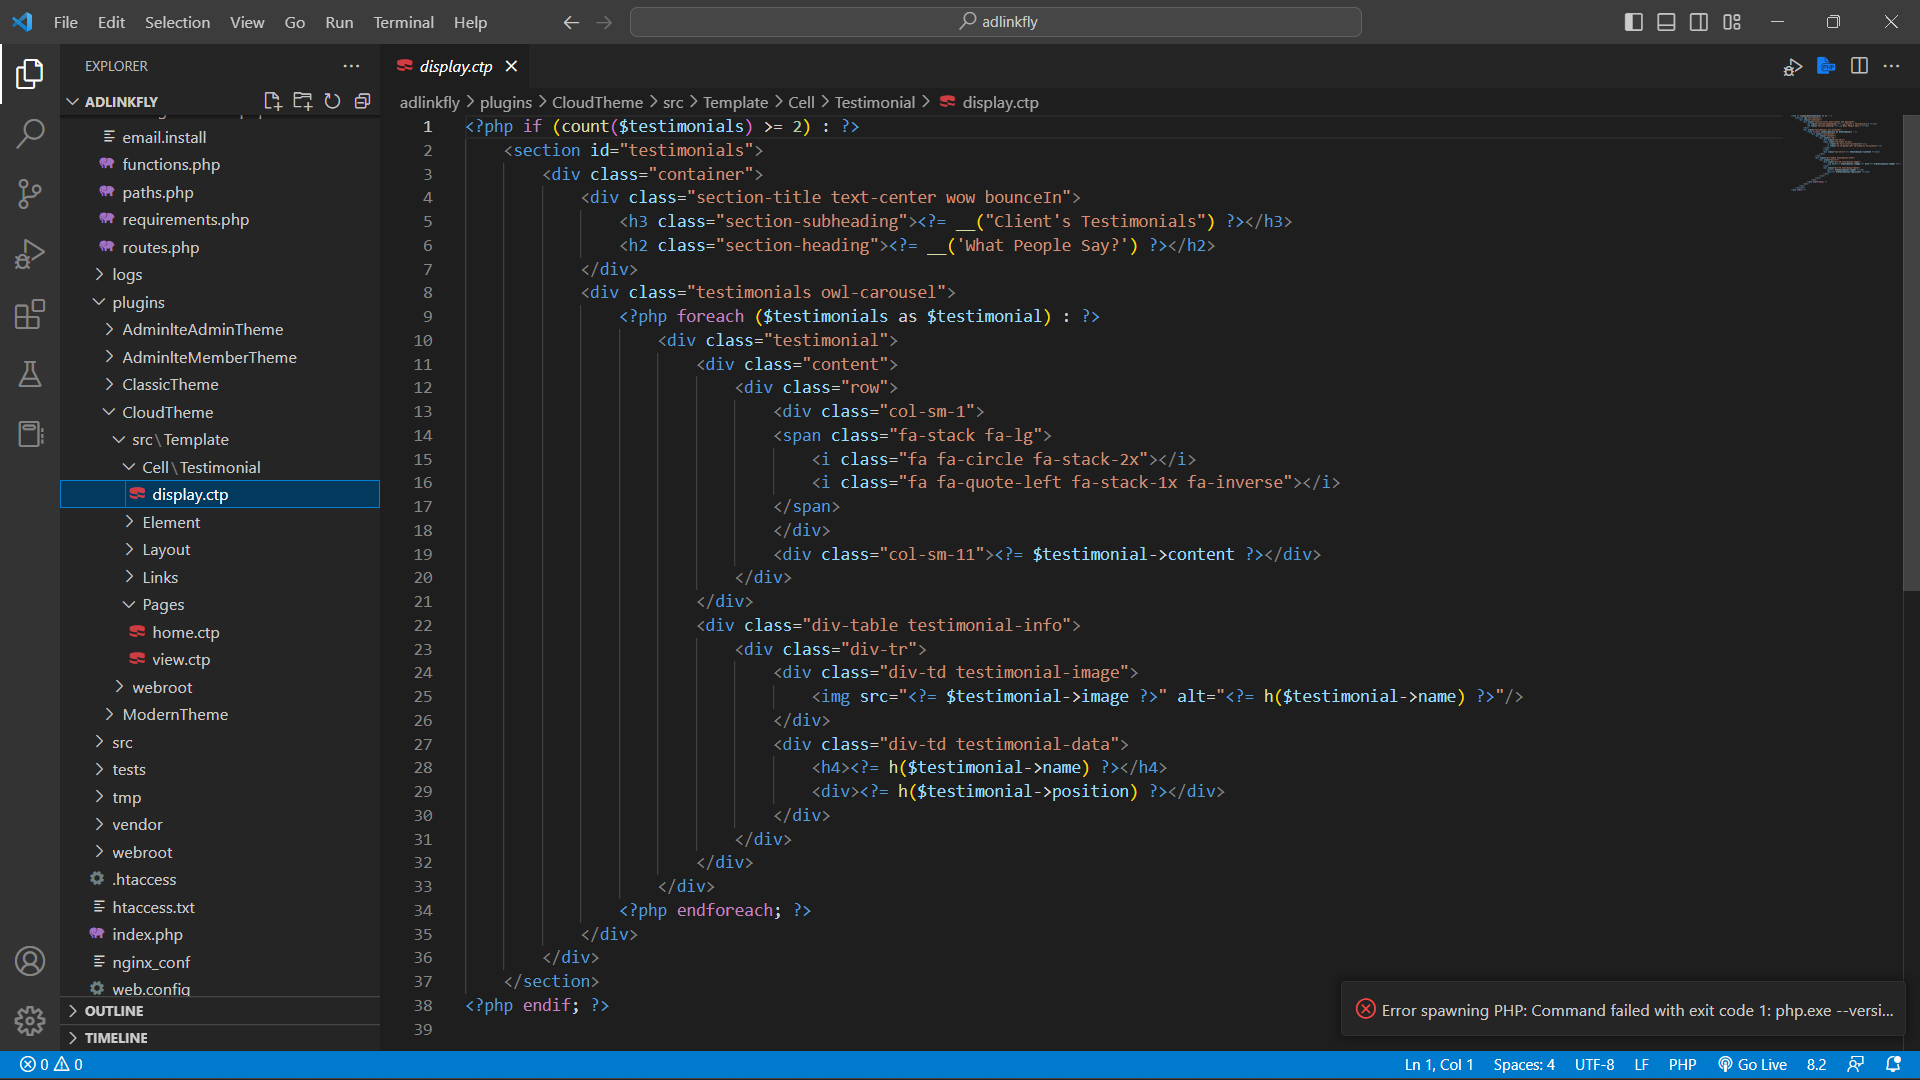 File Edit Selection View Go Run Terminal Help
adlinkfly
EXPLORER
ADLINKFLY
email.install
functions.php
paths.php
requirements.php
routes.php
logs
plugins
AdminlteAdminTheme
AdminlteMemberTheme
ClassicTheme
CloudTheme
src\Template
Cell\Testimonial
display.ctp
Element
Layout
Links
Pages
home.ctp
view.ctp
webroot
ModernTheme
src
tests
tmp
vendor
webroot
.htaccess
htaccess.txt
index.php
nginx_conf
web.config
OUTLINE
TIMELINE
display.ctp
adlinkfly > plugins > CloudTheme > src > Template > Cell > Testimonial > display.ctp
1 <?php if (count($testimonials) >= 2) : ?>
2 <section id="testimonials">
3 <div class="container">
4 <div class="section-title text-center wow bounceIn">
5 <h3 class="section-subheading"><?= __("Client's Testimonials") ?></h3>
6 <h2 class="section-heading"><?= __('What People Say?') ?></h2>
7 </div>
8 <div class="testimonials owl-carousel">
9 <?php foreach ($testimonials as $testimonial) : ?>
10 <div class="testimonial">
11 <div class="content">
12 <div class="row">
13 <div class="col-sm-1">
14 <span class="fa-stack fa-lg">
15 <i class="fa fa-circle fa-stack-2x"></i>
16 <i class="fa fa-quote-left fa-stack-1x fa-inverse"></i>
17 </span>
18 </div>
19 <div class="col-sm-11"><?= $testimonial->content ?></div>
20 </div>
21 </div>
22 <div class="div-table testimonial-info">
23 <div class="div-tr">
24 <div class="div-td testimonial-image">
25 <img src="<?= $testimonial->image ?>" alt="<?= h($testimonial->name) ?>"/>
26 </div>
27 <div class="div-td testimonial-data">
28 <h4><?= h($testimonial->name) ?></h4>
29 <div><?= h($testimonial->position) ?></div>
30 </div>
31 </div>
32 </div>
33 </div>
34 <?php endforeach; ?>
35 </div>
36 </div>
37 </section>
38 <?php endif; ?>
39
Error spawning PHP: Command failed with exit code 1: php.exe --versi...
0 0
Ln 1, Col 1 Spaces: 4 UTF-8 LF PHP Go Live 8.2